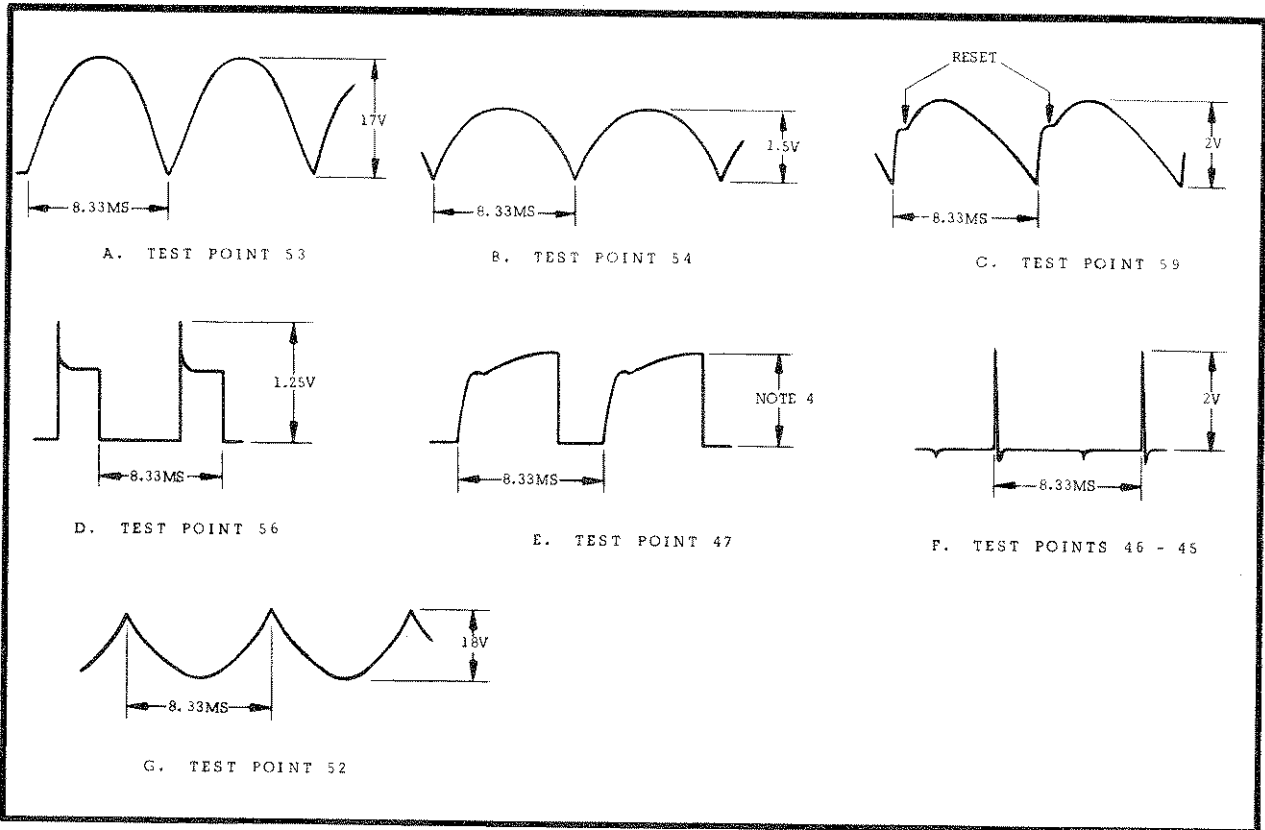 17V
8.33MS
A. TEST POINT 53
1.5V
8.33MS
B. TEST POINT 54
RESET
2V
8.33MS
C. TEST POINT 59
1.25V
8.33MS
D. TEST POINT 56
NOTE 4
8.33MS
E. TEST POINT 47
2V
8.33MS
F. TEST POINTS 46 - 45
18V
8.33MS
G. TEST POINT 52